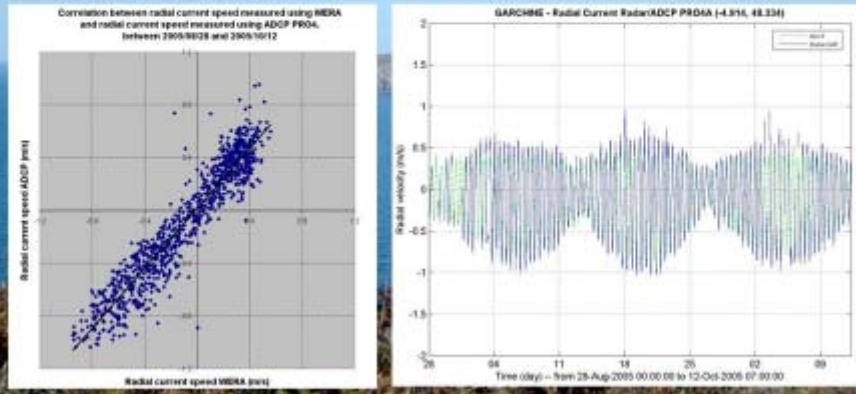 Correlation between radial current speed measured using WERA
and radial current speed measured using ADCP PRO4.
between 2005/08/28 and 2005/10/12
Radial current speed ADCP (m/s)
Radial current speed WERA (m/s)
GARCHINE - Radial Current Radar/ADCP PRO4A (-4.914, 48.334)
Radial velocity (m/s)
2
1.5
1
0.5
0
-0.5
-1
-1.5
-2
28 04 11 18 25 02 09
Time (day) -- from 28-Aug-2005 00:00:00 to 12-Oct-2005 07:00:00